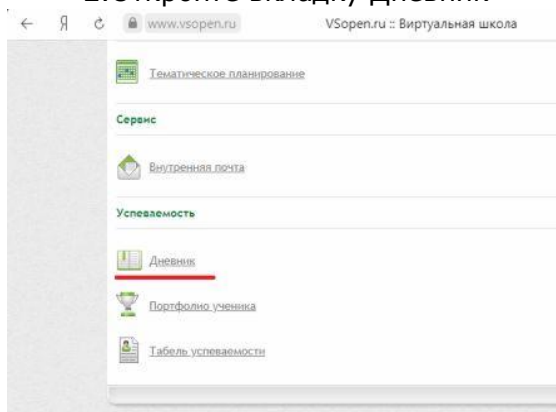 www.vsopen.ru VSopen.ru :: Виртуальная школа
Тематическое планирование
Сервис
Внутренняя почта
Успеваемость
Дневник
Портфолио ученика
Табель успеваемости